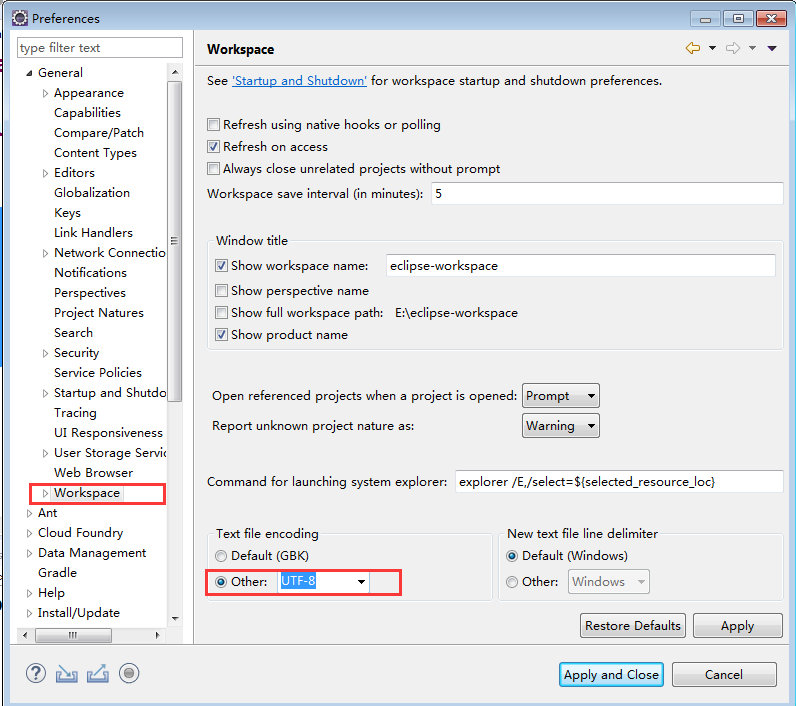 Preferences
type filter text
General
Appearance
Capabilities
Compare/Patch
Content Types
Editors
Globalization
Keys
Link Handlers
Network Connectio
Notifications
Perspectives
Project Natures
Search
Security
Service Policies
Startup and Shutdo
Tracing
UI Responsiveness
User Storage Servic
Web Browser
Workspace
Ant
Cloud Foundry
Data Management
Gradle
Help
Install/Update
Workspace
See 'Startup and Shutdown' for workspace startup and shutdown preferences.
Refresh using native hooks or polling
Refresh on access
Always close unrelated projects without prompt
Workspace save interval (in minutes): 5
Window title
Show workspace name: eclipse-workspace
Show perspective name
Show full workspace path: E:\eclipse-workspace
Show product name
Open referenced projects when a project is opened: Prompt
Report unknown project nature as: Warning
Command for launching system explorer: explorer /E,/select=${selected_resource_loc}
Text file encoding
Default (GBK)
Other: UTF-8
New text file line delimiter
Default (Windows)
Other: Windows
Restore Defaults Apply
Apply and Close Cancel